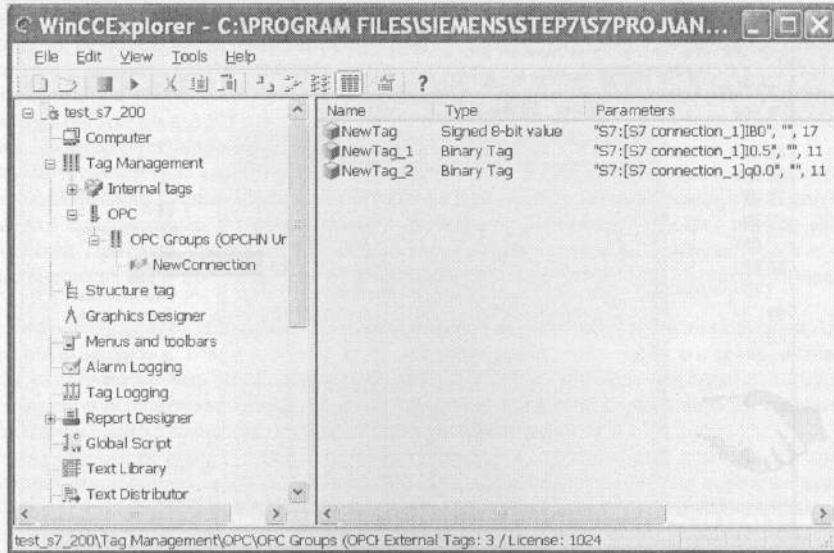 WinCCExplorer - C:\PROGRAM FILES\SIEMENS\STEP7\S7PROJ\AN...
File Edit View Tools Help
test_s7_200
Computer
Tag Management
Internal tags
OPC
OPC Groups (OPCHN Ur
NewConnection
Structure tag
Graphics Designer
Menus and toolbars
Alarm Logging
Tag Logging
Report Designer
Global Script
Text Library
Text Distributor
Name Type Parameters
NewTag Signed 8-bit value "S7:[S7 connection_1]IB0", "", 17
NewTag_1 Binary Tag "S7:[S7 connection_1]I0.5", "", 11
NewTag_2 Binary Tag "S7:[S7 connection_1]q0.0", "", 11
test_s7_200\Tag Management\OPC\OPC Groups (OPCH External Tags: 3 / License: 1024